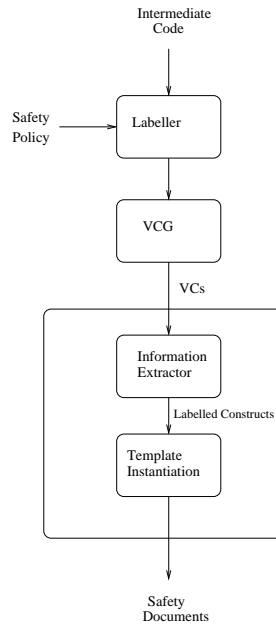 Intermediate
Code
Safety
Policy
Labeller
VCG
VCs
Information
Extractor
Labelled Constructs
Template
Instantiation
Safety
Documents